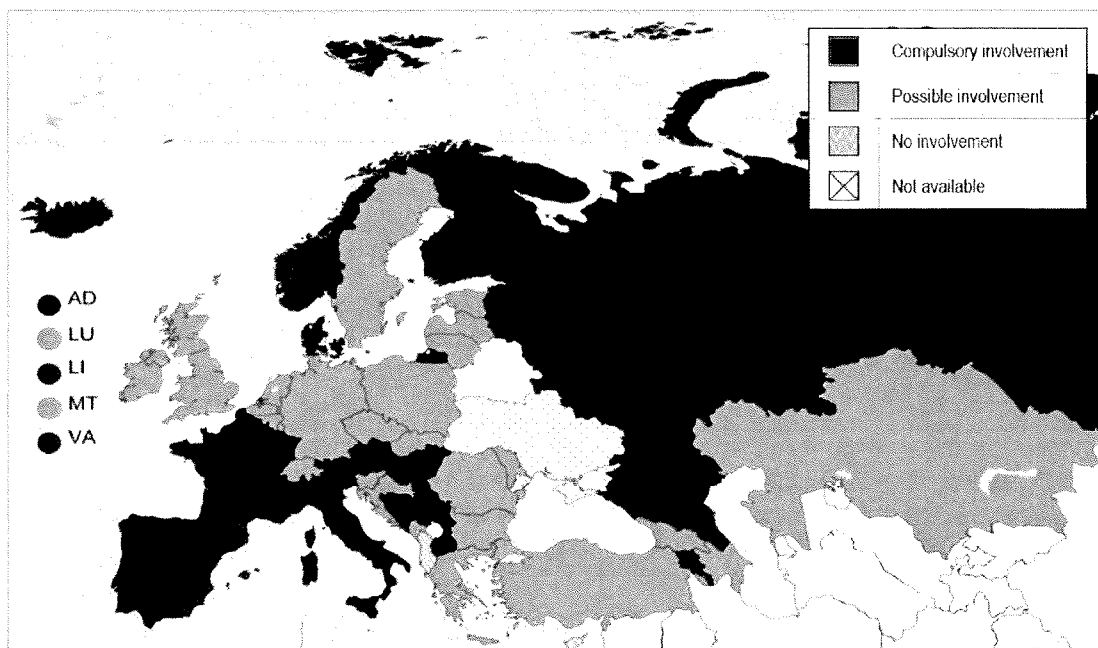 Compulsory involvement
Possible involvement
No involvement
Not available
AD
LU
LI
MT
VA